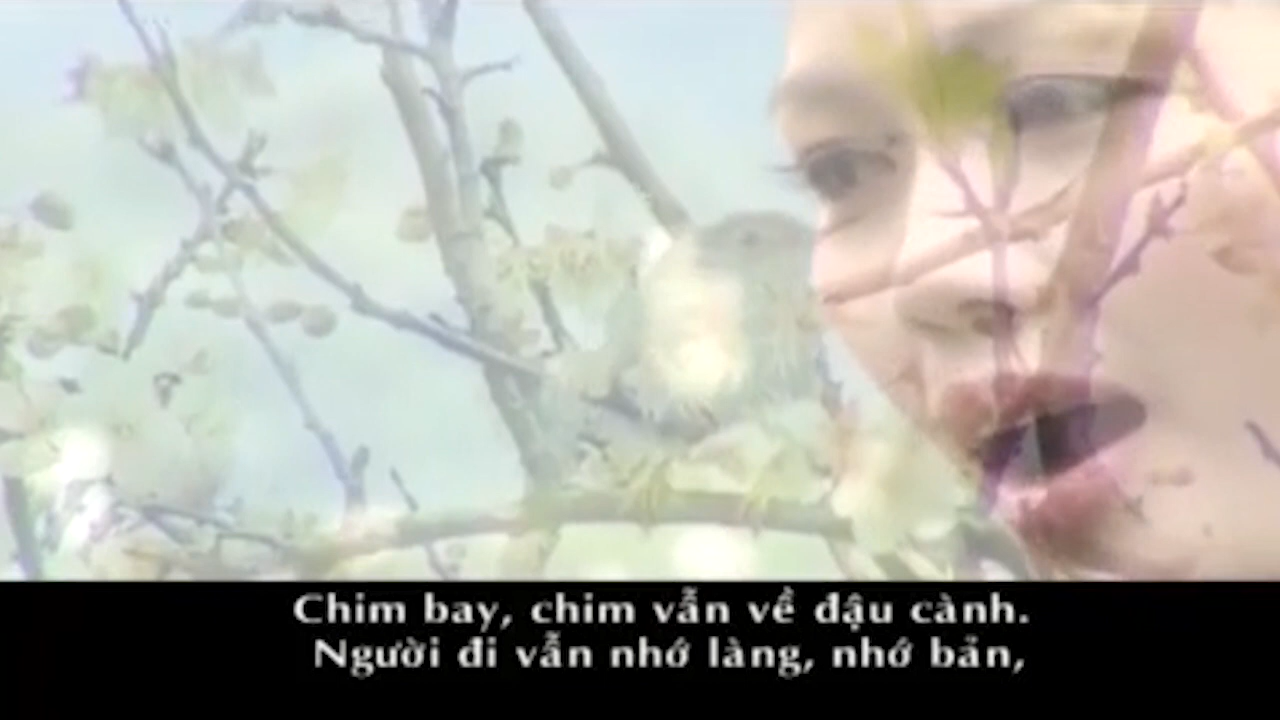 Chim bay, chim vẫn về đậu cành.
Người đi vẫn nhớ làng, nhớ bản,